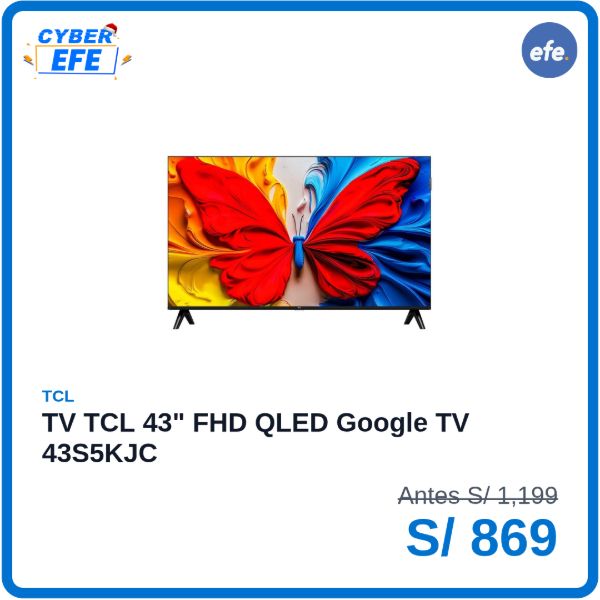 CYBER
EFE
efe.
TCL
TV TCL 43" FHD QLED Google TV
43S5KJC
Antes S/ 1,199
S/ 869